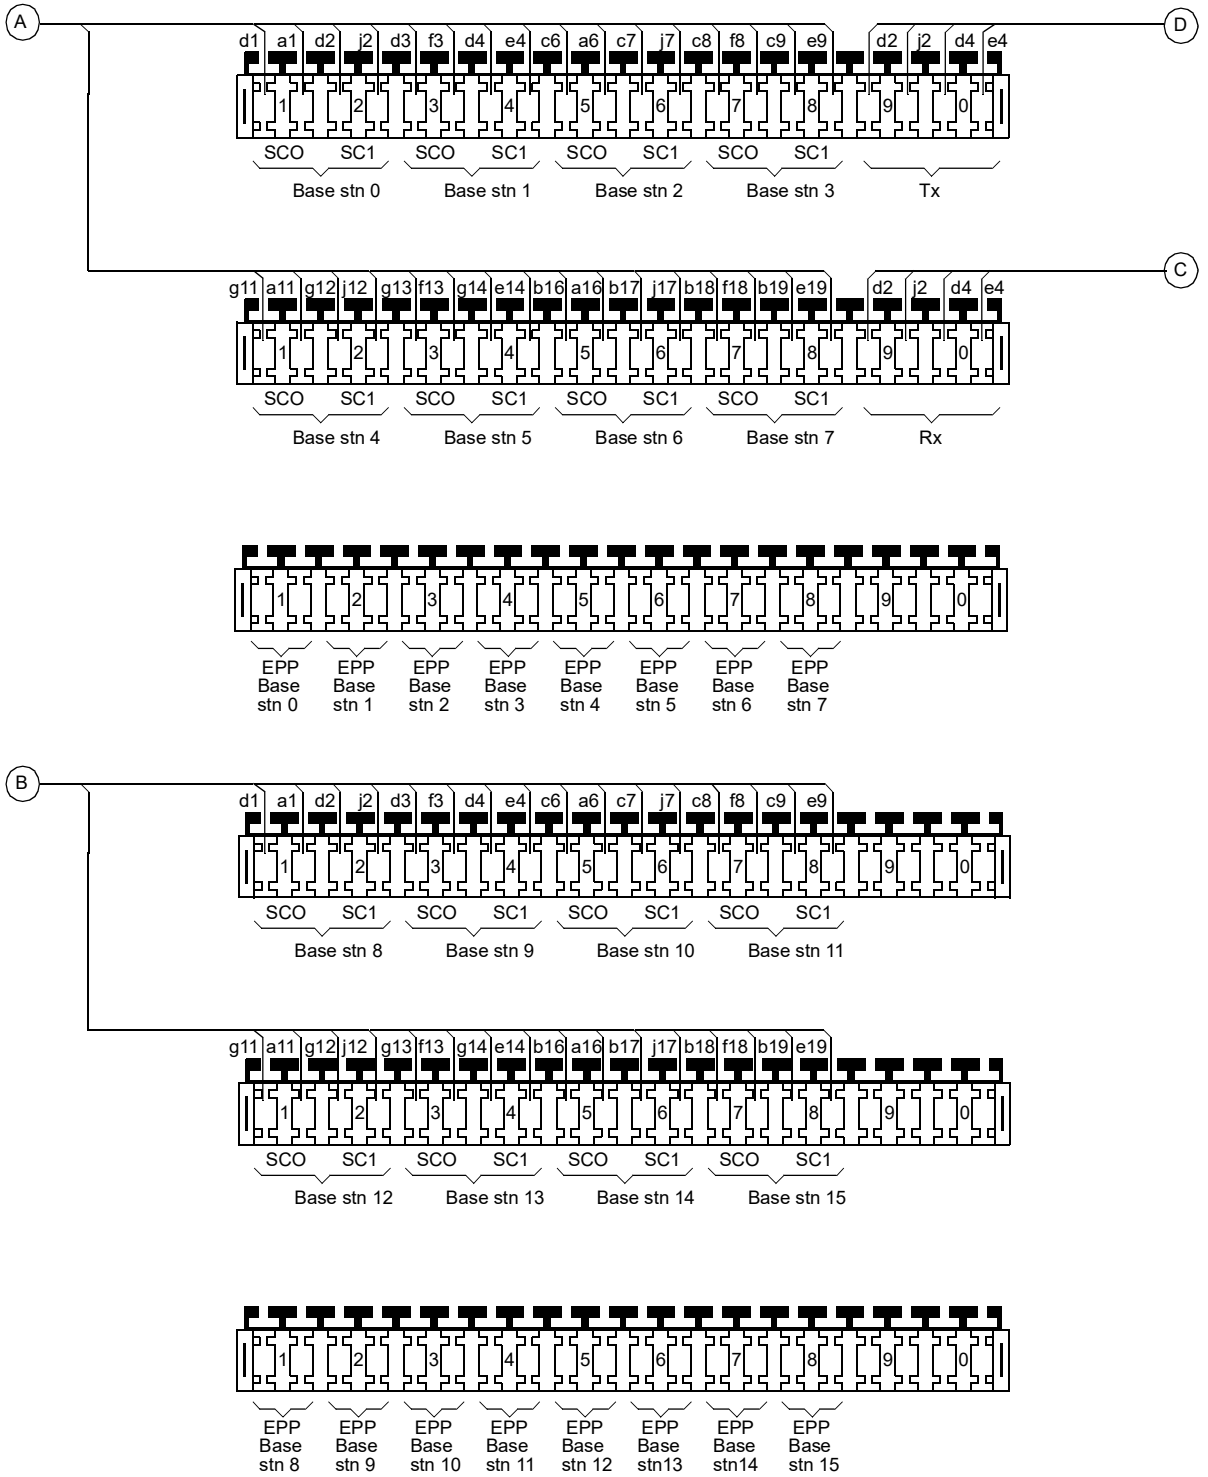 A
D
d1 a1 d2 j2 d3 f3 d4 e4 c6 a6 c7 j7 c8 f8 c9 e9 d2 j2 d4 e4
1 2 3 4 5 6 7 8 9 0
SCO SC1 SCO SC1 SCO SC1 SCO SC1
Base stn 0 Base stn 1 Base stn 2 Base stn 3 Tx
C
g11 a11 g12 j12 g13 f13 g14 e14 b16 a16 b17 j17 b18 f18 b19 e19 d2 j2 d4 e4
1 2 3 4 5 6 7 8 9 0
SCO SC1 SCO SC1 SCO SC1 SCO SC1
Base stn 4 Base stn 5 Base stn 6 Base stn 7 Rx
1 2 3 4 5 6 7 8 9 0
EPP EPP EPP EPP EPP EPP EPP EPP
Base Base Base Base Base Base Base Base
stn 0 stn 1 stn 2 stn 3 stn 4 stn 5 stn 6 stn 7
B
d1 a1 d2 j2 d3 f3 d4 e4 c6 a6 c7 j7 c8 f8 c9 e9
1 2 3 4 5 6 7 8 9 0
SCO SC1 SCO SC1 SCO SC1 SCO SC1
Base stn 8 Base stn 9 Base stn 10 Base stn 11
g11 a11 g12 j12 g13 f13 g14 e14 b16 a16 b17 j17 b18 f18 b19 e19
1 2 3 4 5 6 7 8 9 0
SCO SC1 SCO SC1 SCO SC1 SCO SC1
Base stn 12 Base stn 13 Base stn 14 Base stn 15
1 2 3 4 5 6 7 8 9 0
EPP EPP EPP EPP EPP EPP EPP EPP
Base Base Base Base Base Base Base Base
stn 8 stn 9 stn 10 stn 11 stn 12 stn13 stn14 stn 15